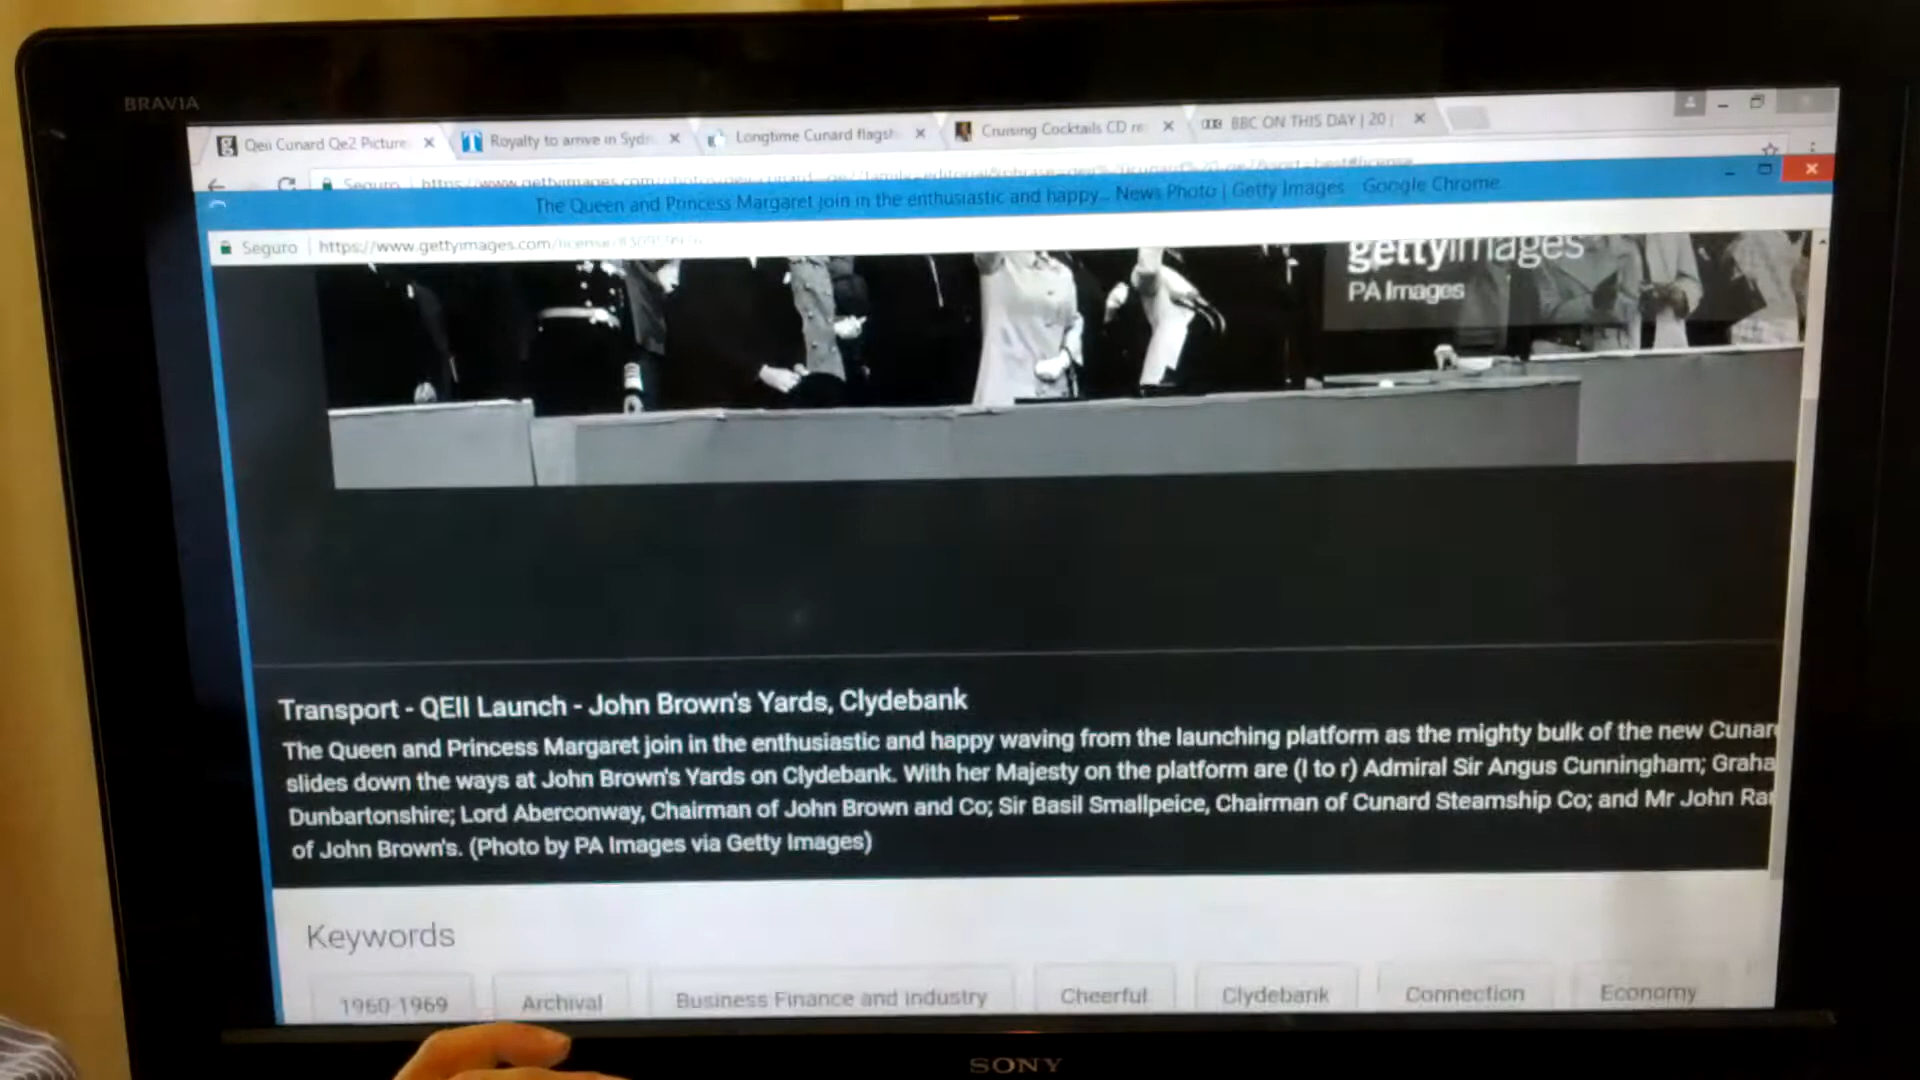 BRAVIA
Qeii Cunard Qe2 Picture
Royalty to arrive in Syd
Longtime Cunard flags
Cruising Cocktails CD re
BBC ON THIS DAY | 20 |
Seguro
The Queen and Princess Margaret join in the enthusiastic and happy... News Photo | Getty Images - Google Chrome
Seguro | https://www.gettyimages.com/license/
gettyimages
PA Images
Transport - QEII Launch - John Brown's Yards, Clydebank
The Queen and Princess Margaret join in the enthusiastic and happy waving from the launching platform as the mighty bulk of the new Cunar
slides down the ways at John Brown's Yards on Clydebank. With her Majesty on the platform are (l to r) Admiral Sir Angus Cunningham; Graha
Dunbartonshire; Lord Aberconway, Chairman of John Brown and Co; Sir Basil Smallpeice, Chairman of Cunard Steamship Co; and Mr John Ra
of John Brown's. (Photo by PA Images via Getty Images)
Keywords
1960-1969
Archival
Business Finance and Industry
Cheerful
Clydebank
Connection
Economy
SONY